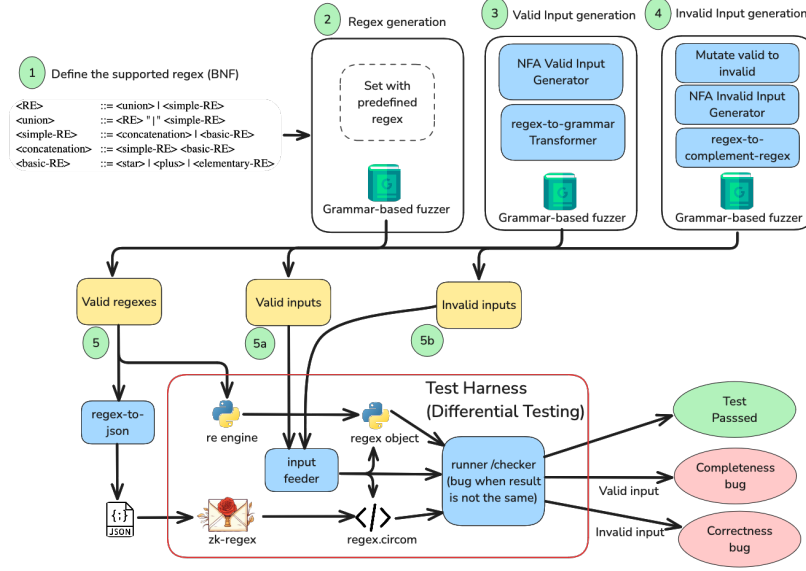 1
Define the supported regex (BNF)
<RE> ::= <union> | <simple-RE>
<union> ::= <RE> "|" <simple-RE>
<simple-RE> ::= <concatenation> | <basic-RE>
<concatenation> ::= <simple-RE> <basic-RE>
<basic-RE> ::= <star> | <plus> | <elementary-RE>
2
Regex generation
Set with
predefined
regex
G
Grammar-based fuzzer
3
Valid Input generation
NFA Valid Input
Generator
regex-to-grammar
Transformer
G
Grammar-based fuzzer
4
Invalid Input generation
Mutate valid to
invalid
NFA Invalid Input
Generator
regex-to-
complement-regex
G
Grammar-based fuzzer
Valid regexes
Valid inputs
Invalid inputs
5
5a
5b
regex-to-
json
{;}
JSON
Test Harness
(Differential Testing)
re engine
regex object
input
feeder
runner /checker
(bug when result
is not the same)
zk-regex
</>
regex.circom
Test
Passsed
Valid input
Completeness
bug
Invalid input
Correctness
bug